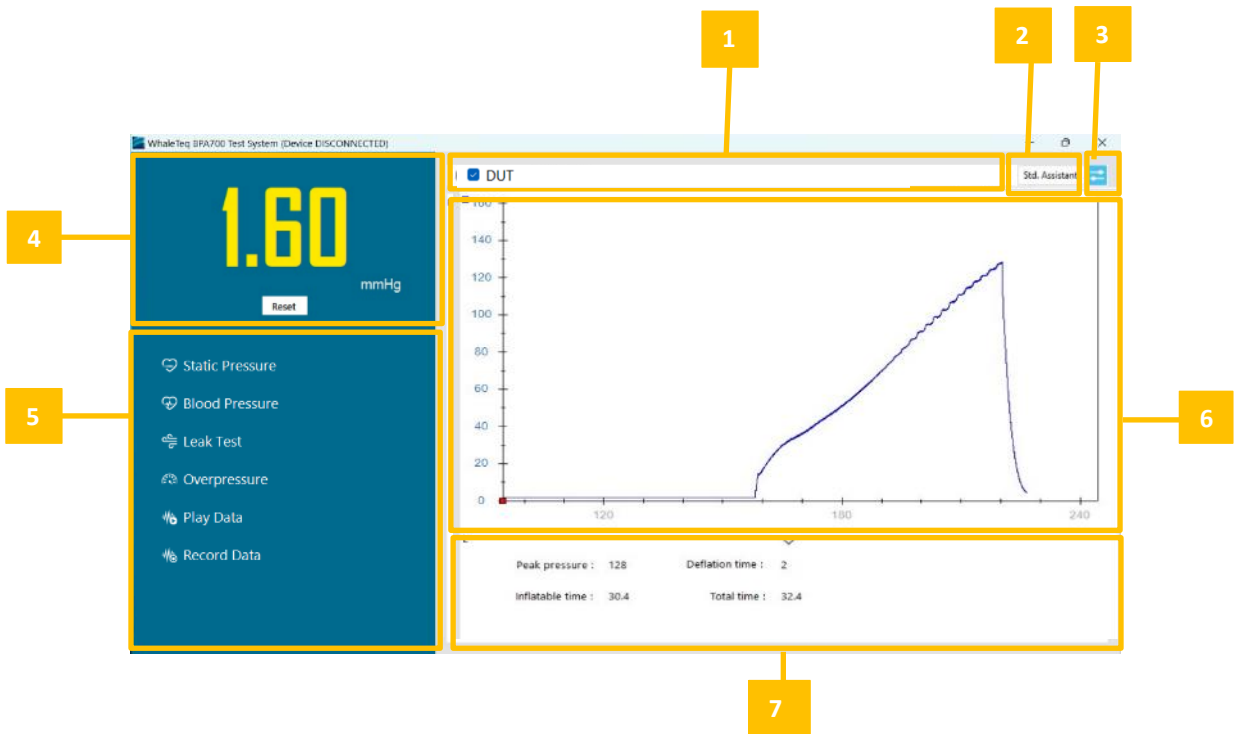 1
2
3
WhaleTeq BPA700 Test System (Device DISCONNECTED)
DUT
Std. Assistant
4
1.60
mmHg
Reset
5
Static Pressure
Blood Pressure
Leak Test
Overpressure
Play Data
Record Data
160
140
120
100
80
60
40
20
0
120
180
240
6
Peak pressure : 128
Deflation time : 2
Inflatable time : 30.4
Total time : 32.4
7